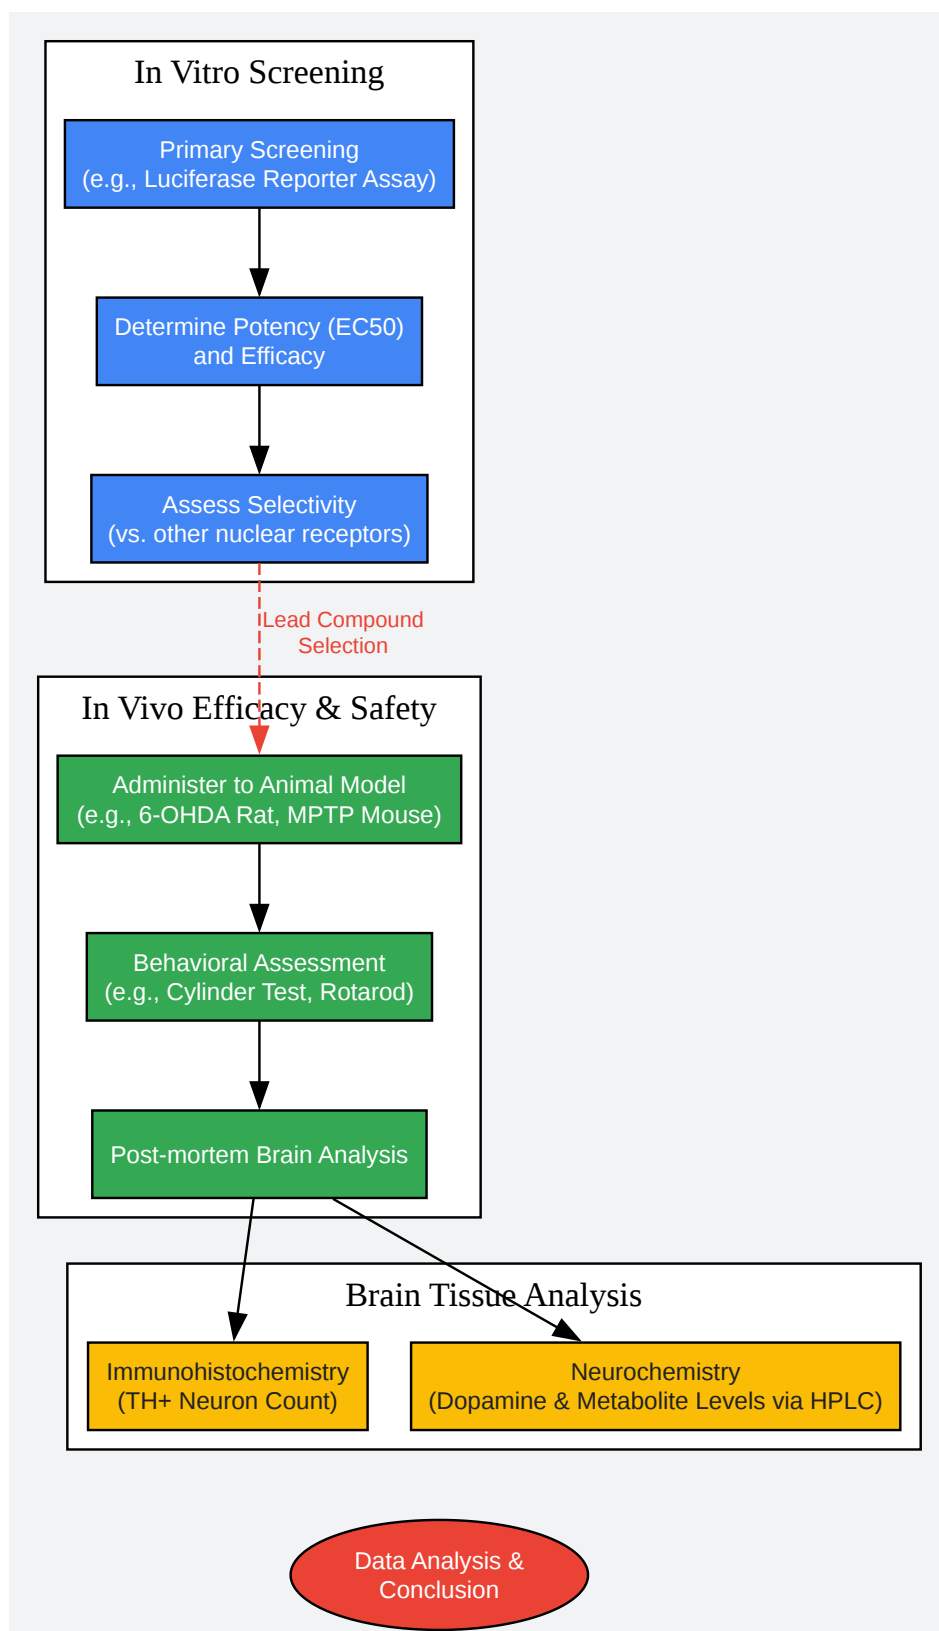 In Vitro Screening
Primary Screening
(e.g., Luciferase Reporter Assay)
Determine Potency (EC50)
and Efficacy
Assess Selectivity
(vs. other nuclear receptors)
Lead Compound
Selection
In Vivo Efficacy & Safety
Administer to Animal Model
(e.g., 6-OHDA Rat, MPTP Mouse)
Behavioral Assessment
(e.g., Cylinder Test, Rotarod)
Post-mortem Brain Analysis
Brain Tissue Analysis
Immunohistochemistry
(TH+ Neuron Count)
Neurochemistry
(Dopamine & Metabolite Levels via HPLC)
Data Analysis &
Conclusion